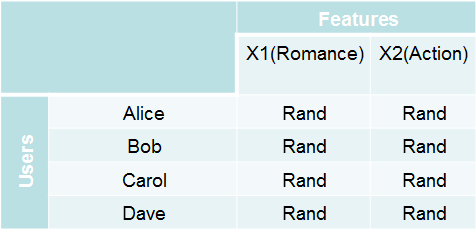 Features
X1(Romance) X2(Action)
Users
Alice Rand Rand
Bob Rand Rand
Carol Rand Rand
Dave Rand Rand